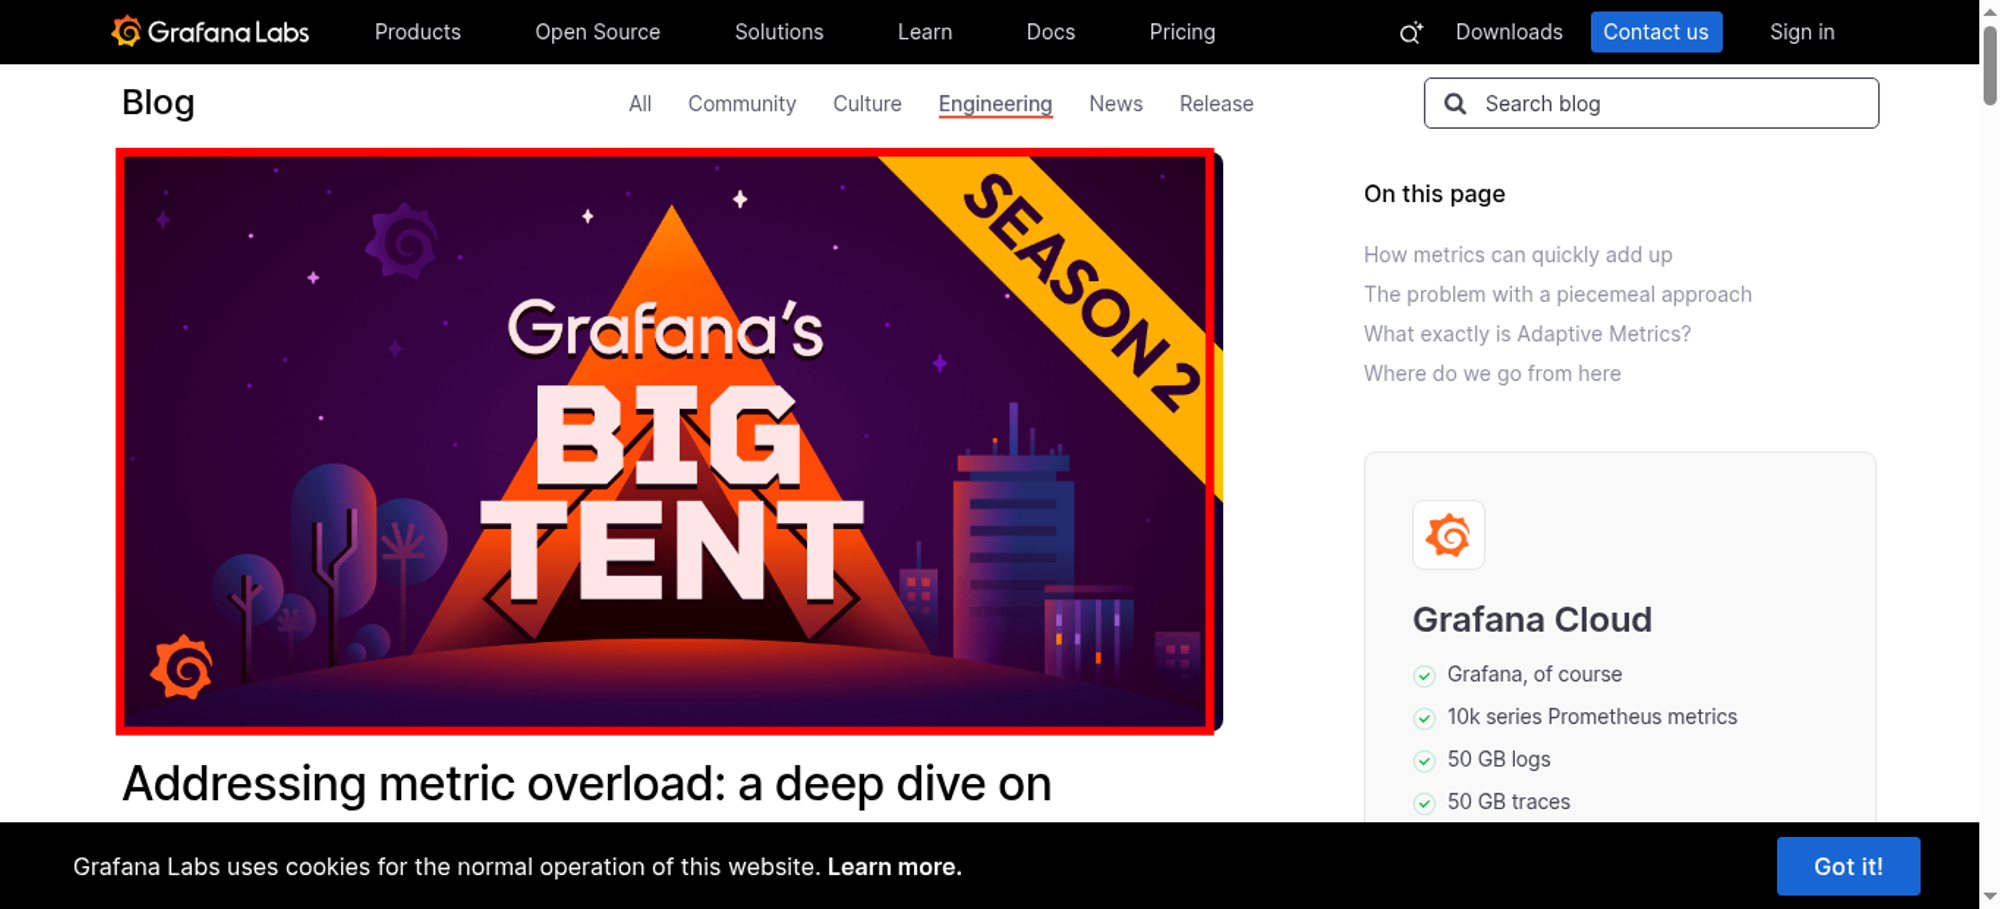 Grafana Labs
Products
Open Source
Solutions
Learn
Docs
Pricing
Downloads
Contact us
Sign in
Blog
All
Community
Culture
Engineering
News
Release
Search blog
Grafana's
BIG
TENT
SEASON 2
Addressing metric overload: a deep dive on
On this page
How metrics can quickly add up
The problem with a piecemeal approach
What exactly is Adaptive Metrics?
Where do we go from here
Grafana Cloud
Grafana, of course
10k series Prometheus metrics
50 GB logs
50 GB traces
Grafana Labs uses cookies for the normal operation of this website. Learn more.
Got it!